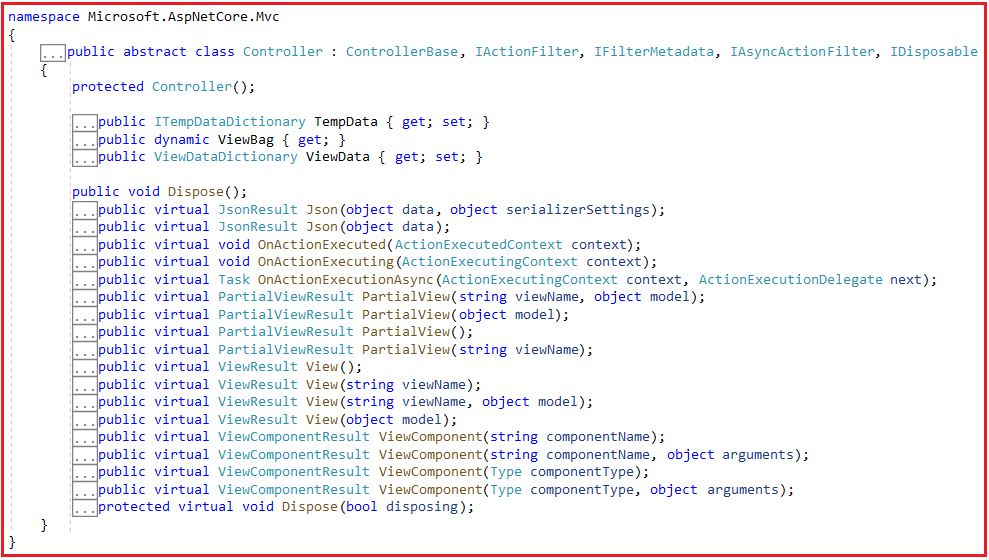 namespace Microsoft.AspNetCore.Mvc
{
...public abstract class Controller : ControllerBase, IActionFilter, IFilterMetadata, IAsyncActionFilter, IDisposable
{
protected Controller();
...public ITempDataDictionary TempData { get; set; }
...public dynamic ViewBag { get; }
...public ViewDataDictionary ViewData { get; set; }
public void Dispose();
...public virtual JsonResult Json(object data, object serializerSettings);
...public virtual JsonResult Json(object data);
...public virtual void OnActionExecuted(ActionExecutedContext context);
...public virtual void OnActionExecuting(ActionExecutingContext context);
...public virtual Task OnActionExecutionAsync(ActionExecutingContext context, ActionExecutionDelegate next);
...public virtual PartialViewResult PartialView(string viewName, object model);
...public virtual PartialViewResult PartialView(object model);
...public virtual PartialViewResult PartialView();
...public virtual PartialViewResult PartialView(string viewName);
...public virtual ViewResult View();
...public virtual ViewResult View(string viewName);
...public virtual ViewResult View(string viewName, object model);
...public virtual ViewResult View(object model);
...public virtual ViewComponentResult ViewComponent(string componentName);
...public virtual ViewComponentResult ViewComponent(string componentName, object arguments);
...public virtual ViewComponentResult ViewComponent(Type componentType);
...public virtual ViewComponentResult ViewComponent(Type componentType, object arguments);
...protected virtual void Dispose(bool disposing);
}
}